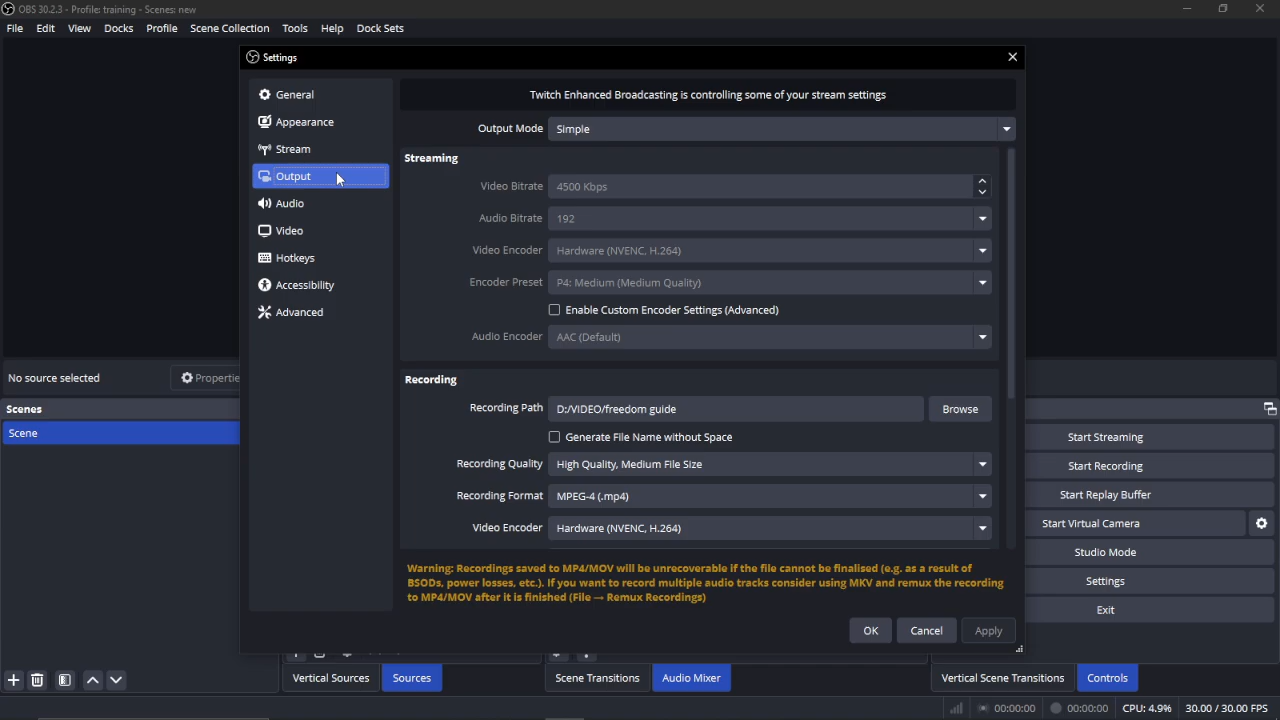 OBS 30.2.3 - Profile: training - Scenes: new
File Edit View Docks Profile Scene Collection Tools Help Dock Sets
Settings
General
Appearance
Stream
Output
Audio
Video
Hotkeys
Accessibility
Advanced
Twitch Enhanced Broadcasting is controlling some of your stream settings
Output Mode Simple
Streaming
Video Bitrate 4500 Kbps
Audio Bitrate 192
Video Encoder Hardware (NVENC, H.264)
Encoder Preset P4: Medium (Medium Quality)
Enable Custom Encoder Settings (Advanced)
Audio Encoder AAC (Default)
Recording
Recording Path D:/VIDEO/freedom guide Browse
Generate File Name without Space
Recording Quality High Quality, Medium File Size
Recording Format MPEG-4 (.mp4)
Video Encoder Hardware (NVENC, H.264)
Warning: Recordings saved to MP4/MOV will be unrecoverable if the file cannot be finalised (e.g. as a result of
BSODs, power losses, etc.). If you want to record multiple audio tracks consider using MKV and remux the recording
to MP4/MOV after it is finished (File → Remux Recordings)
OK Cancel Apply
No source selected Propertie
Scenes
Scene
Start Streaming
Start Recording
Start Replay Buffer
Start Virtual Camera
Studio Mode
Settings
Exit
Vertical Sources Sources Scene Transitions Audio Mixer Vertical Scene Transitions Controls
00:00:00 00:00:00 CPU: 4.9% 30.00 / 30.00 FPS